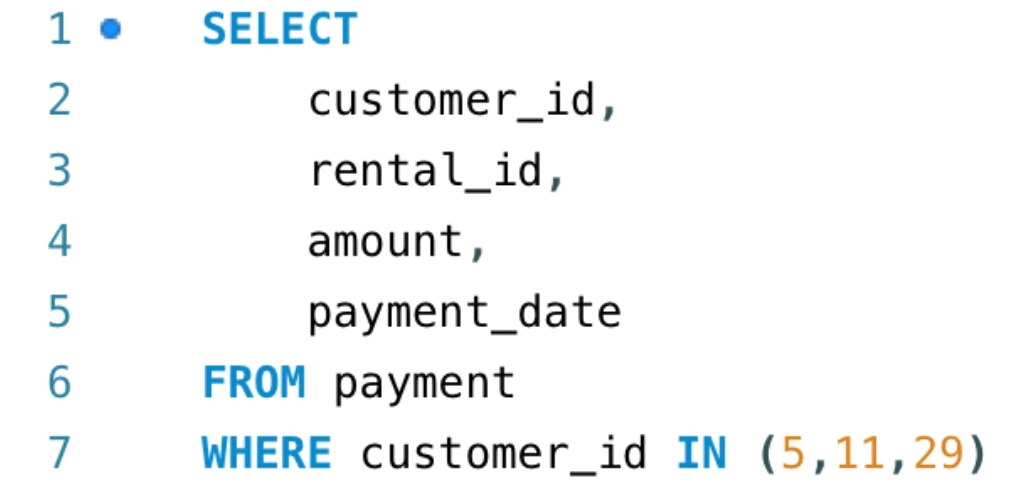 1 SELECT
2 customer_id,
3 rental_id,
4 amount,
5 payment_date
6 FROM payment
7 WHERE customer_id IN (5,11,29)